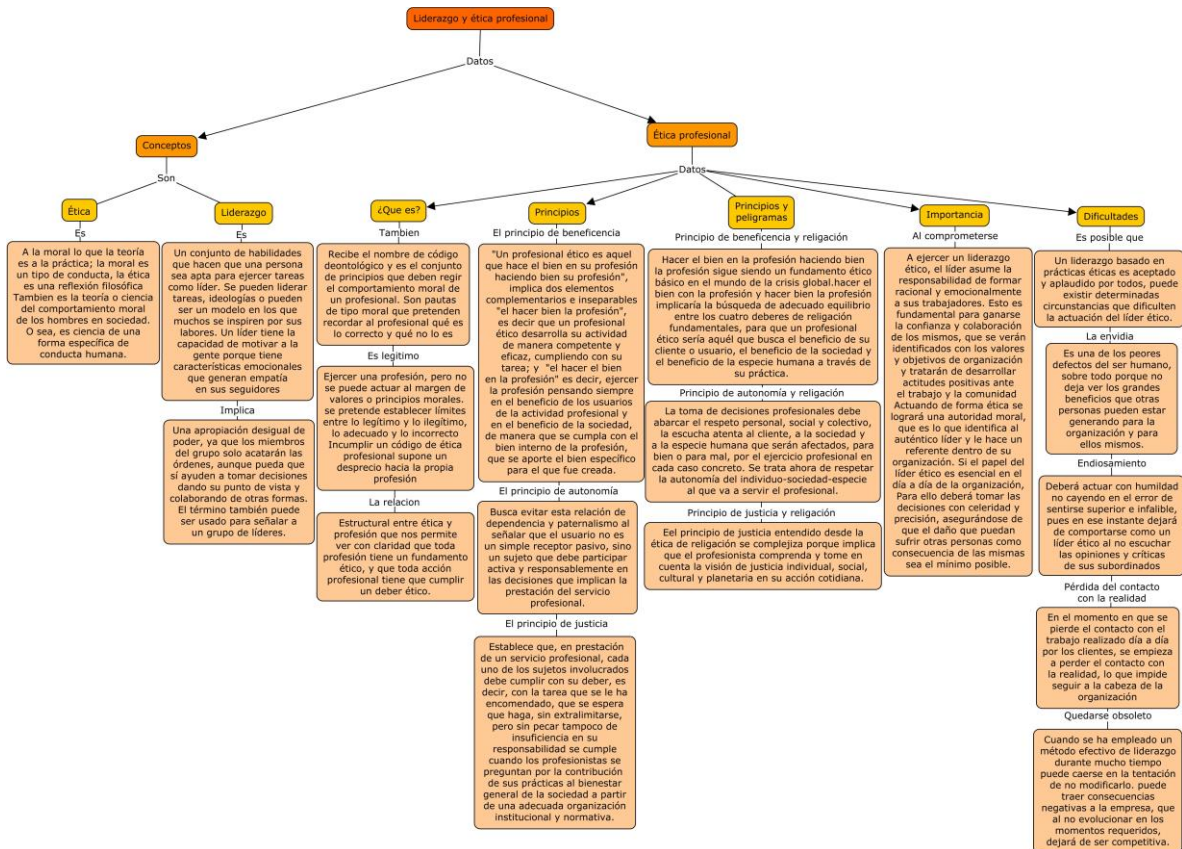 Liderazgo y ética profesional
Datos
Conceptos
Ética profesional
Son
Datos
Ética
Es
A la moral lo que la teoría
es a la práctica; la moral es
un tipo de conducta, la ética
es una reflexión filosófica
Tambien es la teoría o ciencia
del comportamiento moral
de los hombres en sociedad.
O sea, es ciencia de una
forma específica de
conducta humana.
Liderazgo
Es
Un conjunto de habilidades
que hacen que una persona
sea apta para ejercer tareas
como líder. Se pueden liderar
tareas, ideologías o pueden
ser un modelo en los que
muchos se inspiren por sus
labores. Un líder tiene la
capacidad de motivar a la
gente porque tiene
características emocionales
que generan empatía
en sus seguidores
Implica
Una apropiación desigual de
poder, ya que los miembros
del grupo solo acatarán las
órdenes, aunque pueda que
sí ayuden a tomar decisiones
dando su punto de vista y
colaborando de otras formas.
El término también puede
ser usado para señalar a
un grupo de líderes.
¿Que es?
Tambien
Recibe el nombre de código
deontológico y es el conjunto
de principios que deben regir
el comportamiento moral de
un profesional. Son pautas
de tipo moral que pretenden
recordar al profesional qué es
lo correcto y qué no lo es
Es legitimo
Ejercer una profesión, pero no
se puede actuar al margen de
valores o principios morales.
se pretende establecer límites
entre lo legítimo y lo ilegítimo,
lo adecuado y lo incorrecto
Incumplir un código de ética
profesional supone un
desprecio hacia la propia
profesión
La relacion
Estructural entre ética y
profesión que nos permite
ver con claridad que toda
profesión tiene un fundamento
ético, y que toda acción
profesional tiene que cumplir
un deber ético.
Principios
El principio de beneficencia
"Un profesional ético es aquel
que hace el bien en su profesión
haciendo bien su profesión",
implica dos elementos
complementarios e inseparables
"el hacer bien la profesión",
es decir que un profesional ético
desarrolla su actividad
de manera competente y
eficaz, cumpliendo con su
tarea; y "el hacer el bien
en la profesión" es decir, ejercer
la profesión pensando siempre
en el beneficio de los usuarios
de la actividad profesional y
en el beneficio de la sociedad,
de manera que se cumpla con el
bien interno de la profesión,
que se aporte el bien específico
para el que fue creada.
El principio de autonomía
Busca evitar esta relación de
dependencia y paternalismo al
señalar que el usuario no es
un simple receptor pasivo, sino
un sujeto que debe participar
activa y responsablemente en
las decisiones que implican la
prestación del servicio
profesional.
El principio de justicia
Establece que, en prestación
de un servicio profesional, cada
uno de los sujetos involucrados
debe cumplir con su deber, es
decir, con la tarea que se le ha
encomendado, que se espera
que haga, sin extralimitarse,
pero sin pecar tampoco de
insuficiencia en su
responsabilidad se cumple
cuando los profesionistas se
preguntan por la contribución
de sus prácticas al bienestar
general de la sociedad a partir
de una adecuada organización
institucional y normativa.
Principios y
peligramas
Principio de beneficencia y religación
Hacer el bien en la profesión haciendo bien
la profesión sigue siendo un fundamento ético
básico en el mundo de la crisis global.hacer el
bien con la profesión y hacer bien la profesión
implicaría la búsqueda de adecuado equilibrio
entre los cuatro deberes de religación
fundamentales, para que un profesional
ético sería aquél que busca el beneficio de su
cliente o usuario, el beneficio de la sociedad y
el beneficio de la especie humana a través de
su práctica.
Principio de autonomía y religación
La toma de decisiones profesionales debe
abarcar el respeto personal, social y colectivo,
la escucha atenta al cliente, a la sociedad y
a la especie humana que serán afectados, para
bien o para mal, por el ejercicio profesional en
cada caso concreto. Se trata ahora de respetar
la autonomía del individuo-sociedad-especie
al que va a servir el profesional.
Principio de justicia y religación
Eel principio de justicia entendido desde la
ética de religación se complejiza porque implica
que el profesionista comprenda y tome en
cuenta la visión de justicia individual, social,
cultural y planetaria en su acción cotidiana.
Importancia
Al comprometerse
A ejercer un liderazgo
ético, el líder asume la
responsabilidad de formar
racional y emocionalmente
a sus trabajadores. Esto es
fundamental para ganarse
la confianza y colaboración
de los mismos, que se verán
identificados con los valores
y objetivos de organización
y tratarán de desarrollar
actitudes positivas ante
el trabajo y la comunidad
Actuando de forma ética se
logrará una autoridad moral,
que es lo que identifica al
auténtico líder y le hace un
referente dentro de su
organización. Si el papel del
líder ético es esencial en el
día a día de la organización,
Para ello deberá tomar las
decisiones con celeridad y
precisión, asegurándose de
que el daño que puedan
sufrir otras personas como
consecuencia de las mismas
sea el mínimo posible.
Dificultades
Es posible que
Un liderazgo basado en
prácticas éticas es aceptado
y aplaudido por todos, puede
existir determinadas
circunstancias que dificulten
la actuación del líder ético.
La envidia
Es una de los peores
defectos del ser humano,
sobre todo porque no
deja ver los grandes
beneficios que otras
personas pueden estar
generando para la
organización y para
ellos mismos.
Endiosamiento
Deberá actuar con humildad
no cayendo en el error de
sentirse superior e infalible,
pues en ese instante dejará
de comportarse como un
líder ético al no escuchar
las opiniones y críticas
de sus subordinados
Pérdida del contacto
con la realidad
En el momento en que se
pierde el contacto con el
trabajo realizado día a día
por los clientes, se empieza
a perder el contacto con
la realidad, lo que impide
seguir a la cabeza de la
organización
Quedarse obsoleto
Cuando se ha empleado un
método efectivo de liderazgo
durante mucho tiempo
puede caerse en la tentación
de no modificarlo. puede
traer consecuencias
negativas a la empresa, que
al no evolucionar en los
momentos requeridos,
dejará de ser competitiva.